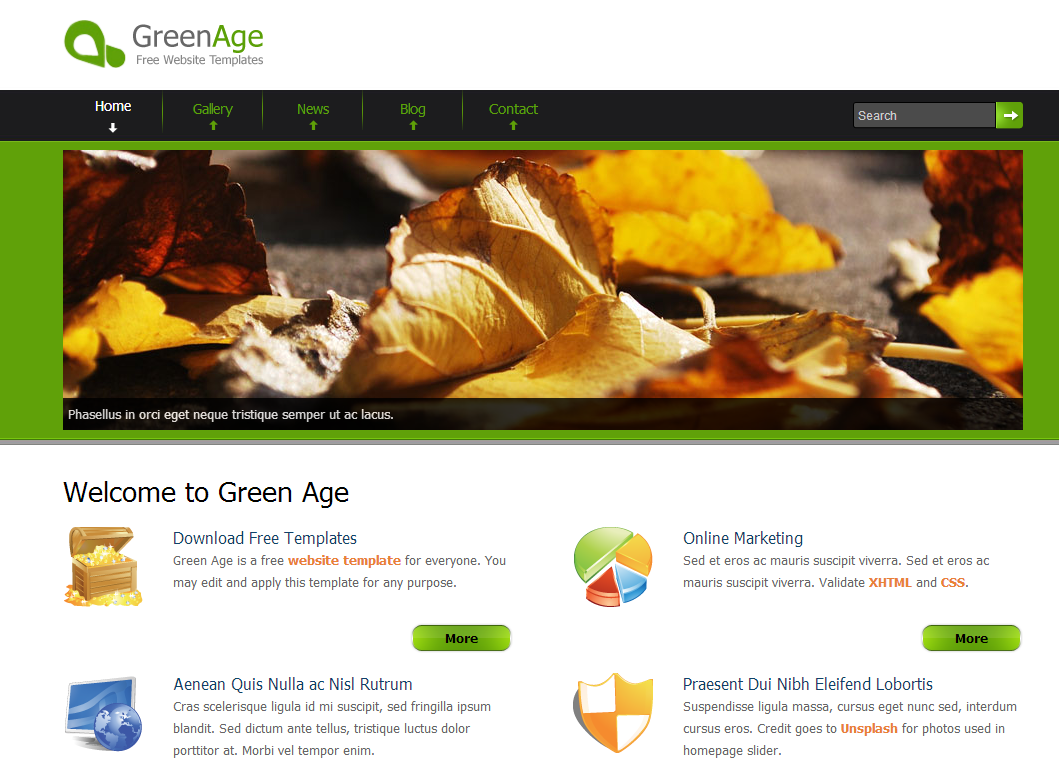 GreenAge
Free Website Templates
Home
Gallery
News
Blog
Contact
Search
Phasellus in orci eget neque tristique semper ut ac lacus.
Welcome to Green Age
Download Free Templates
Green Age is a free website template for everyone. You
may edit and apply this template for any purpose.
More
Online Marketing
Sed et eros ac mauris suscipit viverra. Sed et eros ac
mauris suscipit viverra. Validate XHTML and CSS.
More
Aenean Quis Nulla ac Nisl Rutrum
Cras scelerisque ligula id mi suscipit, sed fringilla ipsum
blandit. Sed dictum ante tellus, tristique luctus dolor
porttitor at. Morbi vel tempor enim.
Praesent Dui Nibh Eleifend Lobortis
Suspendisse ligula massa, cursus eget nunc sed, interdum
cursus eros. Credit goes to Unsplash for photos used in
homepage slider.